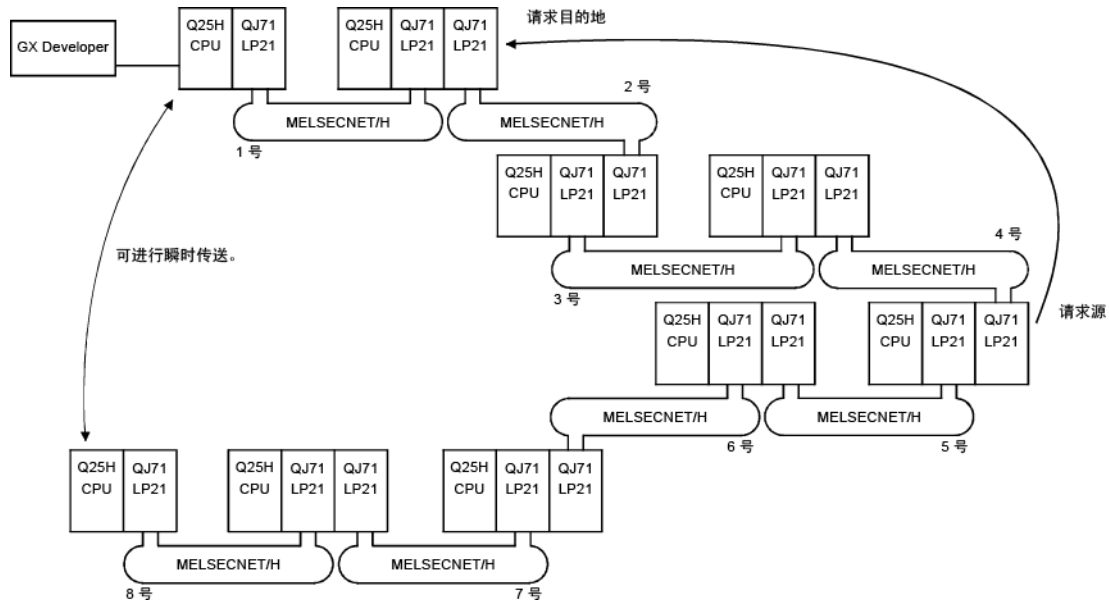 请求目的地
GX Developer
Q25H CPU
QJ71 LP21
Q25H CPU
QJ71 LP21
QJ71 LP21
MELSECNET/H
1 号
MELSECNET/H
2 号
Q25H CPU
QJ71 LP21
QJ71 LP21
Q25H CPU
QJ71 LP21
QJ71 LP21
可进行瞬时传送。
MELSECNET/H
3 号
MELSECNET/H
4 号
请求源
Q25H CPU
QJ71 LP21
QJ71 LP21
Q25H CPU
QJ71 LP21
QJ71 LP21
MELSECNET/H
6 号
MELSECNET/H
5 号
Q25H CPU
QJ71 LP21
Q25H CPU
QJ71 LP21
QJ71 LP21
Q25H CPU
QJ71 LP21
QJ71 LP21
MELSECNET/H
8 号
MELSECNET/H
7 号